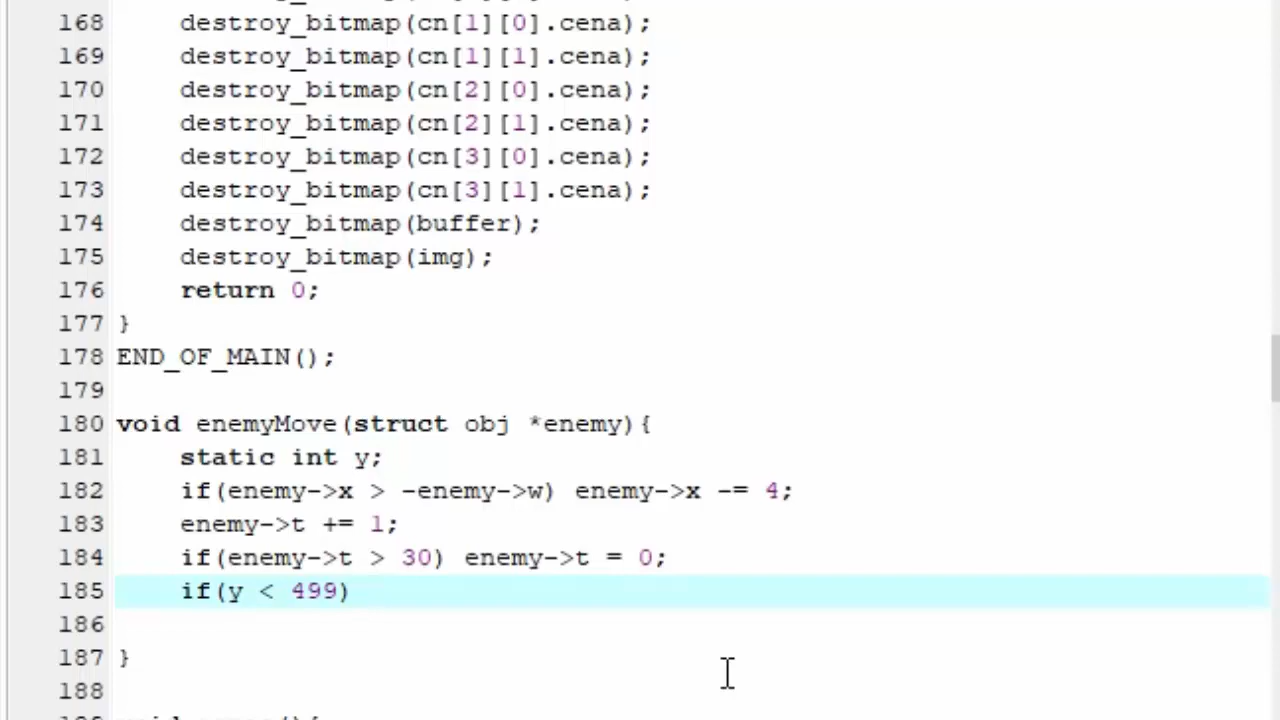 168 destroy_bitmap(cn[1][0].cena);
169 destroy_bitmap(cn[1][1].cena);
170 destroy_bitmap(cn[2][0].cena);
171 destroy_bitmap(cn[2][1].cena);
172 destroy_bitmap(cn[3][0].cena);
173 destroy_bitmap(cn[3][1].cena);
174 destroy_bitmap(buffer);
175 destroy_bitmap(img);
176 return 0;
177 }
178 END_OF_MAIN();
179
180 void enemyMove(struct obj *enemy){
181 static int y;
182 if(enemy->x > -enemy->w) enemy->x -= 4;
183 enemy->t += 1;
184 if(enemy->t > 30) enemy->t = 0;
185 if(y < 499)
186
187 }
188